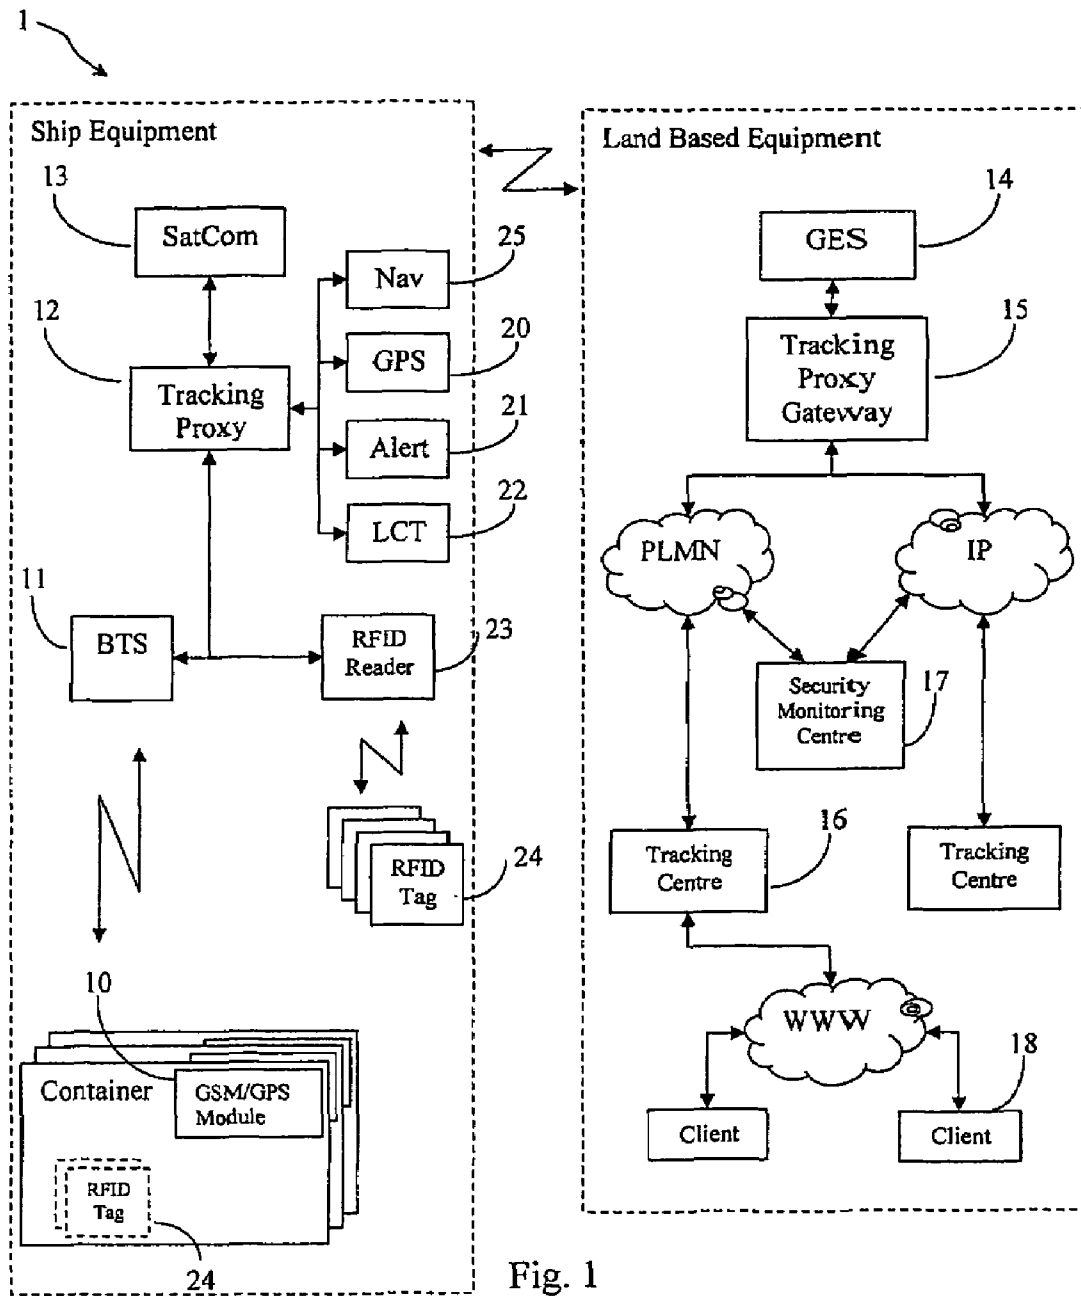 1
Ship Equipment
13
SatCom
25
Nav
12
20
GPS
Tracking
Proxy
21
Alert
22
LCT
11
BTS
RFID
Reader
23
RFID
Tag
24
10
Container
GSM/GPS
Module
RFID
Tag
24
Land Based Equipment
14
GES
15
Tracking
Proxy
Gateway
PLMN
IP
Security
Monitoring
Centre
17
16
Tracking
Centre
Tracking
Centre
WWW
18
Client
Client
Fig. 1